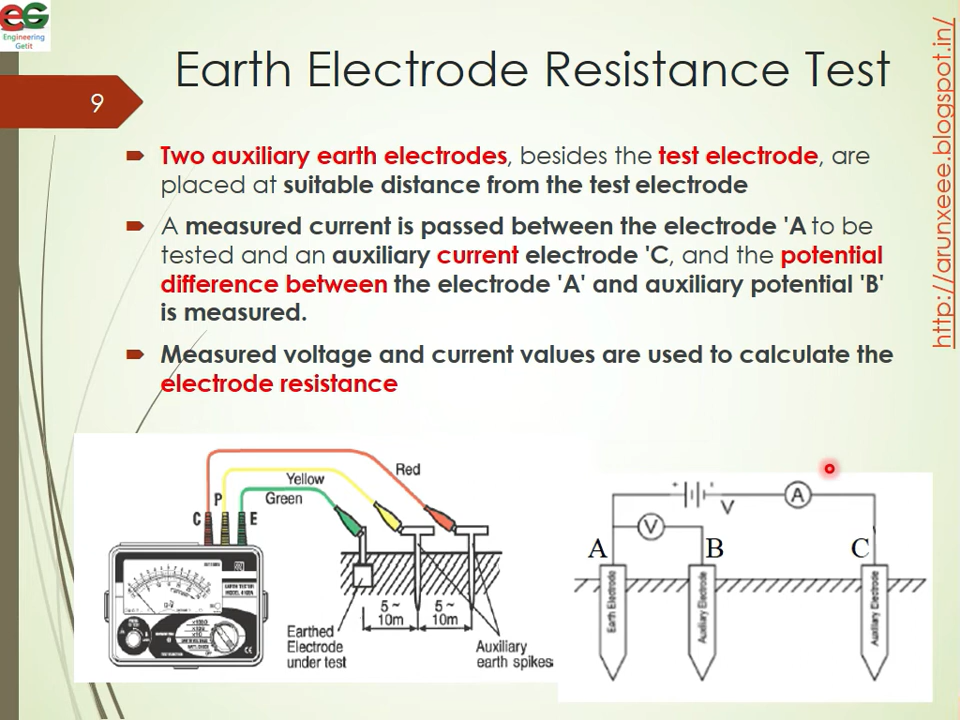 Engineering
Getit
Earth Electrode Resistance Test
9
http://arunxeee.blogspot.in/
Two auxiliary earth electrodes, besides the test electrode, are
placed at suitable distance from the test electrode
A measured current is passed between the electrode 'A to be
tested and an auxiliary current electrode 'C, and the potential
difference between the electrode 'A' and auxiliary potential 'B'
is measured.
Measured voltage and current values are used to calculate the
electrode resistance
Red
Yellow
Green
P
C
E
EARTH TESTER
5~
10m
5~
10m
Earthed
Electrode
under test
Auxiliary
earth spikes
V
A
V
A
B
C
Earth Electrode
Auxiliary Electrode
Auxiliary Electrode